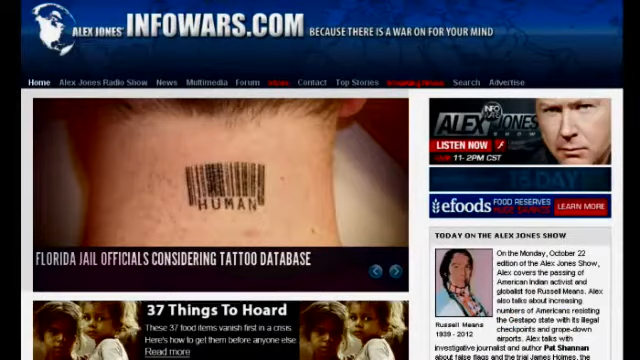 ALEX JONES' INFOWARS.COM BECAUSE THERE IS A WAR ON FOR YOUR MIND
Home Alex Jones Radio Show News Multimedia Forum Contact Top Stories Search Advertise
HUMAN
FLORIDA JAIL OFFICIALS CONSIDERING TATTOO DATABASE
INFO WAR
ALEX JONES
SHOW
LISTEN NOW
11-2PM CST
efoods FOOD RESERVES LEARN MORE
TODAY ON THE ALEX JONES SHOW
On the Monday, October 22
edition of the Alex Jones Show,
Alex covers the passing of
American Indian activist and
globalist foe Russell Means. Alex
also talks about increasing
numbers of Americans resisting
the Gestapo state with its illegal
checkpoints and grope-down
airports. Alex talks with
investigative journalist and author Pat Shannan
about false flags and the trial James Holmes, the
Russell Means
1939 - 2012
37 Things To Hoard
These 37 food items vanish first in a crisis
Here's how to get them before anyone else
Read more